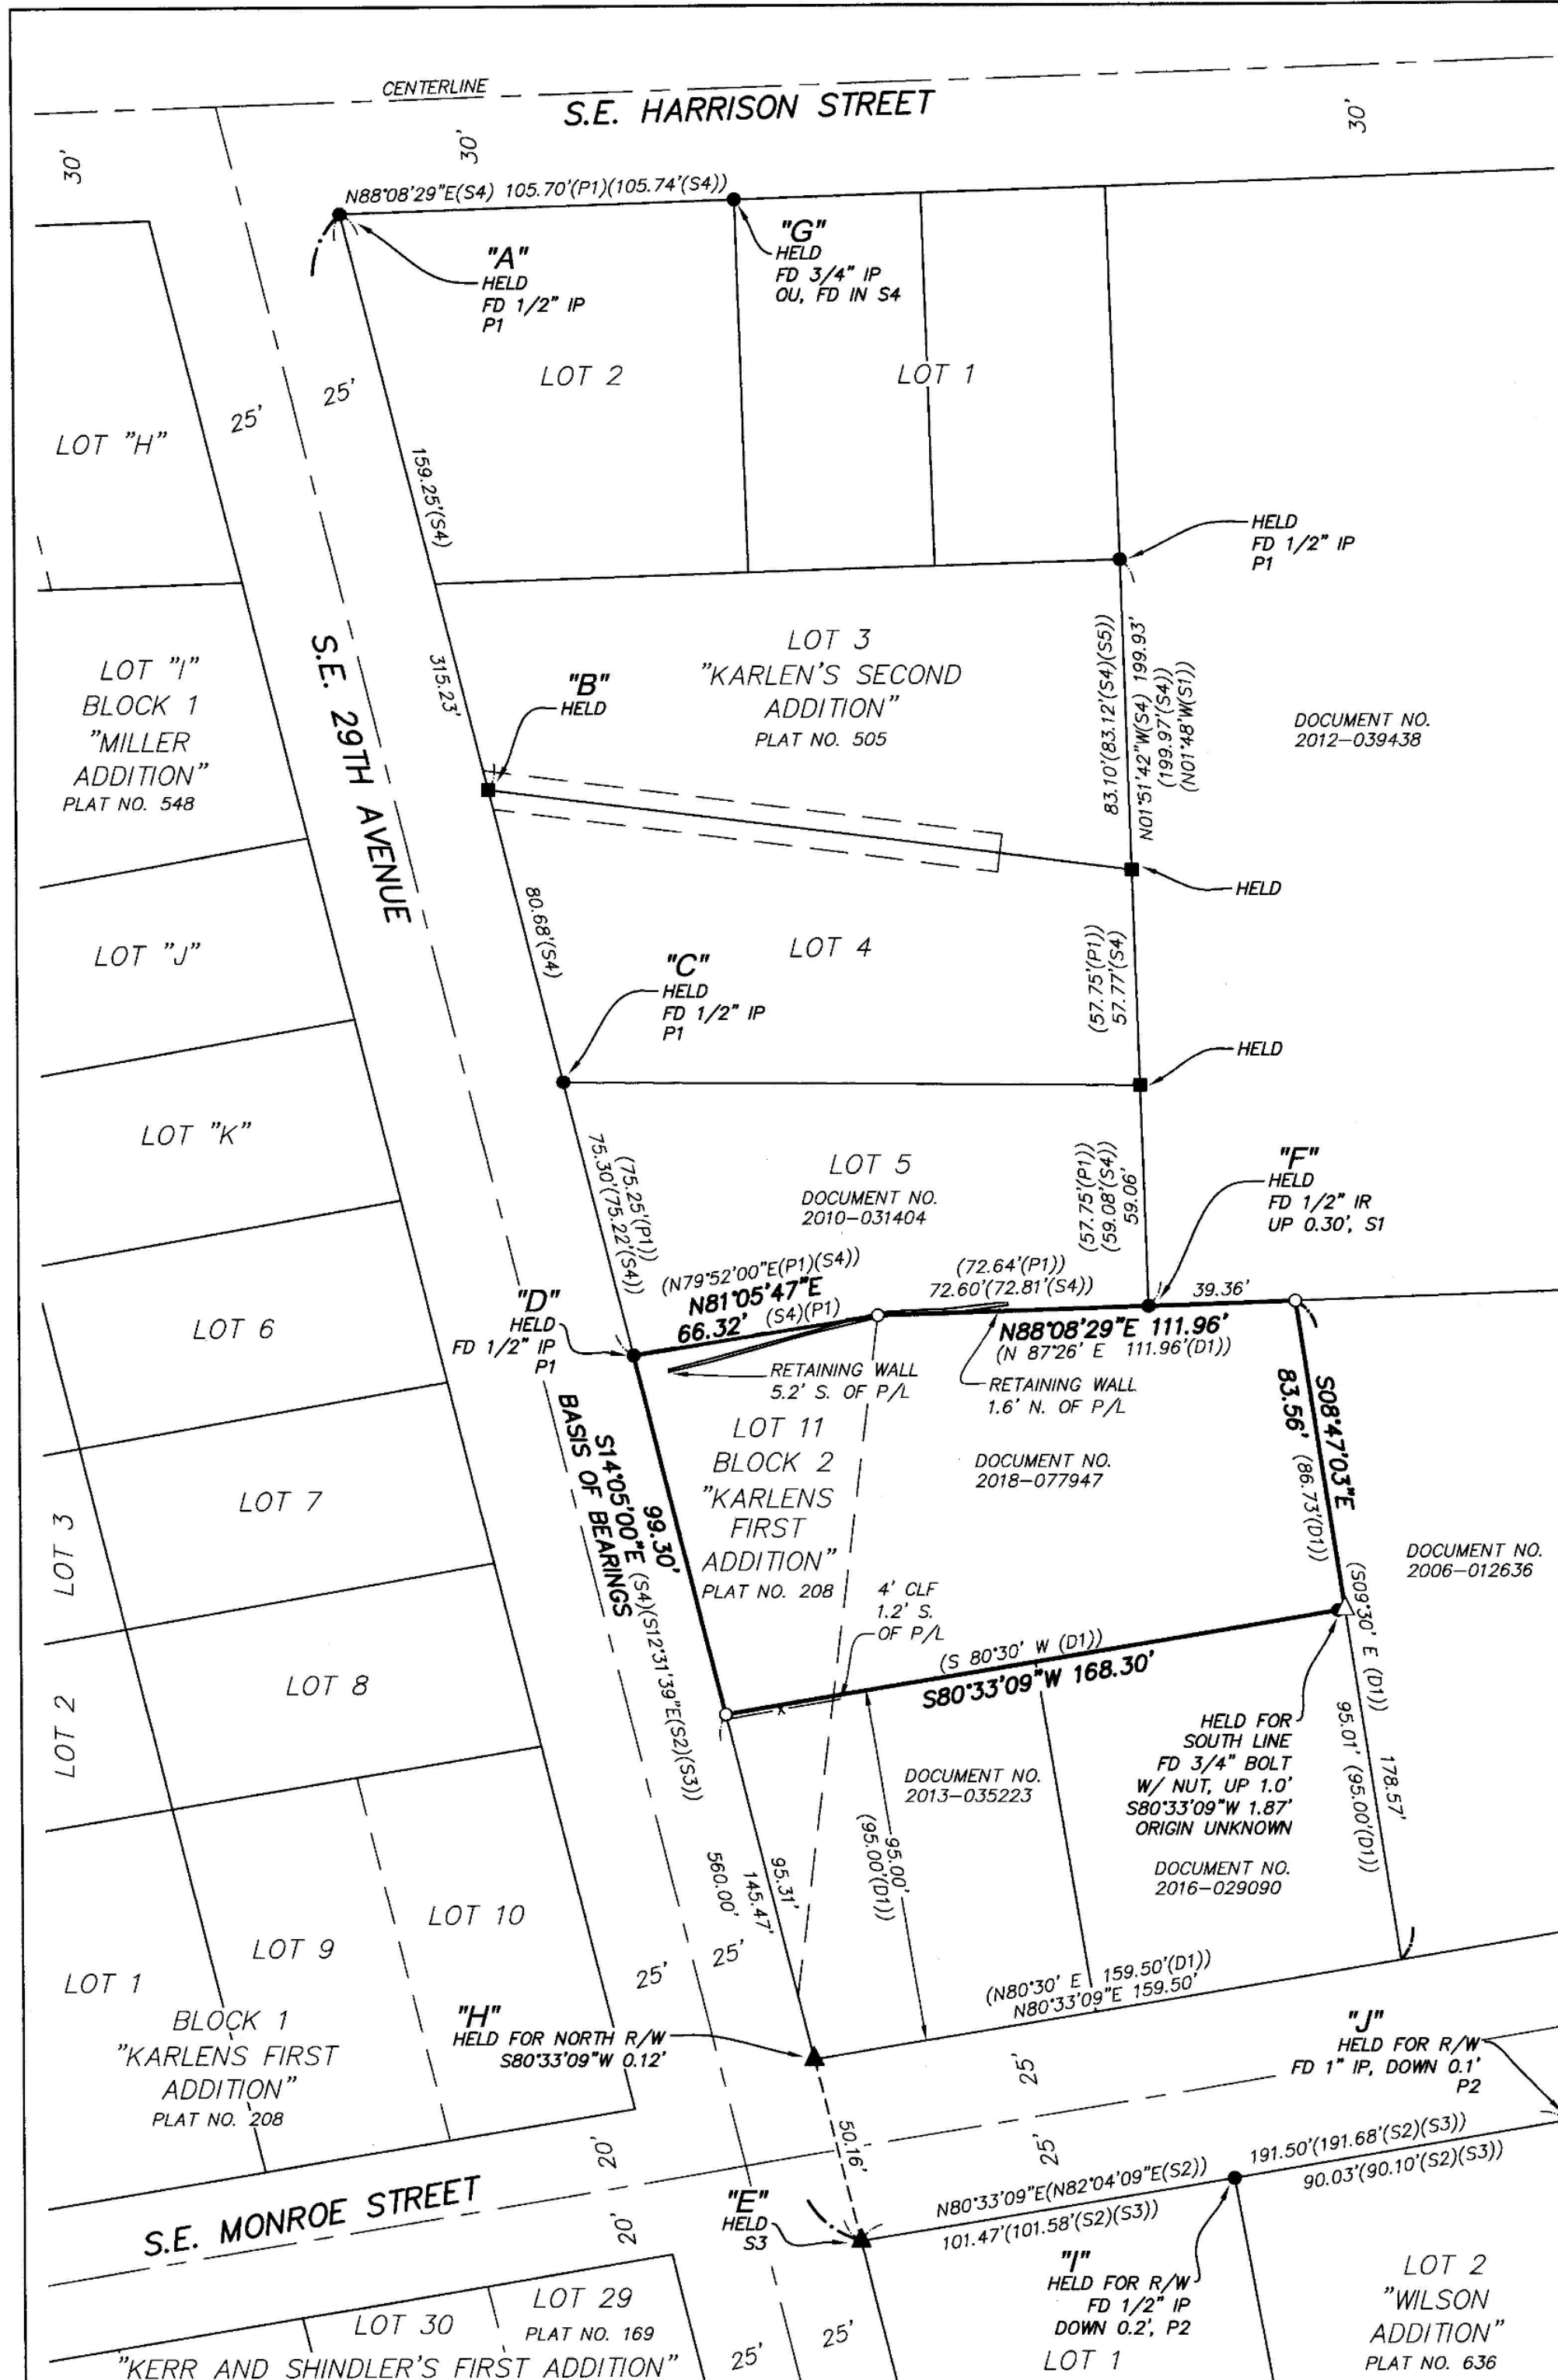 CENTERLINE
S.E. HARRISON STREET
30'
30'
30'
N88°08'29"E(S4) 105.70'(P1)(105.74'(S4))
"A"
HELD
FD 1/2" IP
P1
"G"
HELD
FD 3/4" IP
OU, FD IN S4
LOT 2
LOT 1
25'
25'
LOT "H"
159.25'(S4)
HELD
FD 1/2" IP
P1
S.E. 29TH AVENUE
315.23'
LOT "I"
BLOCK 1
"MILLER
ADDITION"
PLAT NO. 548
"B"
HELD
LOT 3
"KARLEN'S SECOND
ADDITION"
PLAT NO. 505
83.10'(83.12'(S4)(S5))
N01°51'42"W(S4) 199.93'
(199.97'(S4))
(N01°48'W(S1))
DOCUMENT NO.
2012-039438
HELD
80.68'(S4)
LOT "J"
LOT 4
"C"
HELD
FD 1/2" IP
P1
(57.75'(P1))
57.77'(S4)
HELD
LOT "K"
(75.25'(P1))
75.30'(75.22'(S4))
LOT 5
DOCUMENT NO.
2010-031404
(57.75'(P1))
(59.08'(S4))
59.06'
"F"
HELD
FD 1/2" IR
UP 0.30', S1
(N79°52'00"E(P1)(S4))
N81°05'47"E
66.32' (S4)(P1)
(72.64'(P1))
72.60'(72.81'(S4))
39.36'
"D"
HELD
FD 1/2" IP
P1
LOT 6
N88°08'29"E 111.96'
(N 87°26' E 111.96'(D1))
RETAINING WALL
5.2' S. OF P/L
RETAINING WALL
1.6' N. OF P/L
S08°47'03"E
83.56' (86.73'(D1))
LOT 11
BLOCK 2
"KARLENS
FIRST
ADDITION"
PLAT NO. 208
DOCUMENT NO.
2018-077947
99.30'
S14°05'00"E (S4)(S12°31'39"E(S2)(S3))
BASIS OF BEARINGS
LOT 7
LOT 3
DOCUMENT NO.
2006-012636
4' CLF
1.2' S.
OF P/L
(S 80°30' W (D1))
S80°33'09"W 168.30'
(S09°30' E (D1))
95.01' (95.00'(D1))
178.57'
LOT 8
LOT 2
HELD FOR
SOUTH LINE
FD 3/4" BOLT
W/ NUT, UP 1.0'
S80°33'09"W 1.87'
ORIGIN UNKNOWN
DOCUMENT NO.
2013-035223
95.00'
(95.00'(D1))
DOCUMENT NO.
2016-029090
95.31'
145.47'
560.00'
LOT 10
LOT 9
LOT 1
25'
25'
BLOCK 1
"KARLENS FIRST
ADDITION"
PLAT NO. 208
"H"
HELD FOR NORTH R/W
S80°33'09"W 0.12'
(N80°30' E 159.50'(D1))
N80°33'09"E 159.50'
"J"
HELD FOR R/W
FD 1" IP, DOWN 0.1'
P2
25'
25'
50.16'
20'
20'
S.E. MONROE STREET
"E"
HELD
S3
N80°33'09"E(N82°04'09"E(S2))
101.47'(101.58'(S2)(S3))
191.50'(191.68'(S2)(S3))
90.03'(90.10'(S2)(S3))
"I"
HELD FOR R/W
FD 1/2" IP
DOWN 0.2', P2
LOT 1
LOT 2
"WILSON
ADDITION"
PLAT NO. 636
LOT 29
PLAT NO. 169
LOT 30
"KERR AND SHINDLER'S FIRST ADDITION"
25'
25'